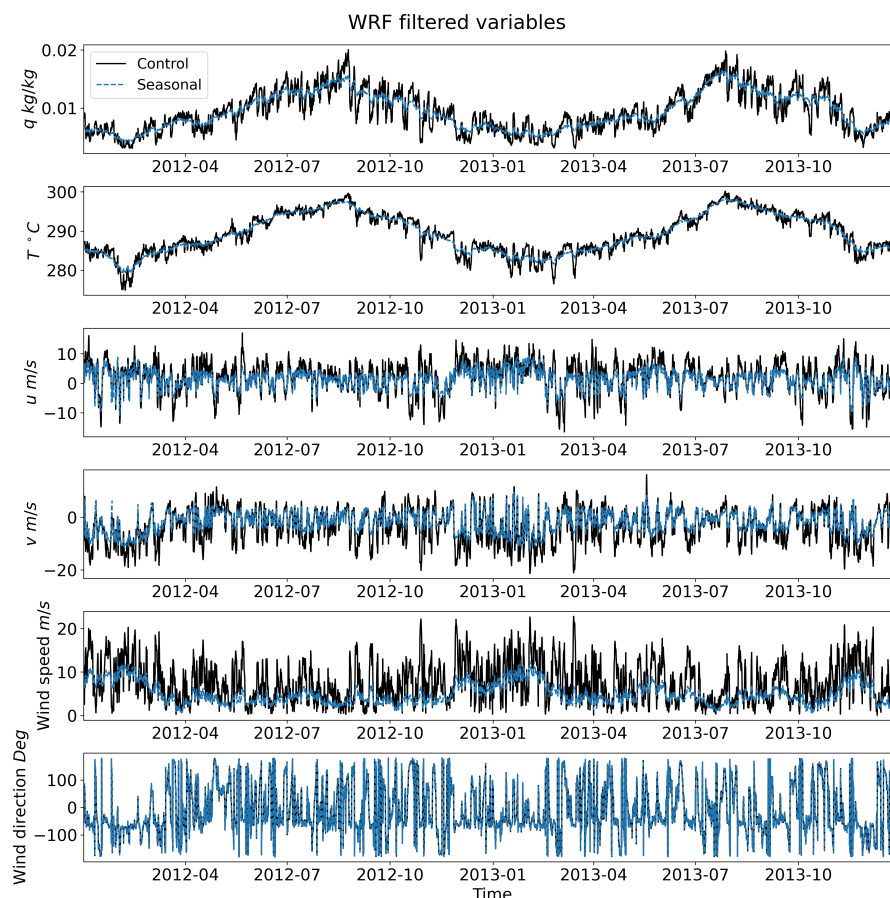 WRF filtered variables
q kg/kg
0.02
0.01
Control
Seasonal
2012-04 2012-07 2012-10 2013-01 2013-04 2013-07 2013-10
T °C
300
290
280
2012-04 2012-07 2012-10 2013-01 2013-04 2013-07 2013-10
u m/s
10
0
−10
2012-04 2012-07 2012-10 2013-01 2013-04 2013-07 2013-10
v m/s
0
−20
2012-04 2012-07 2012-10 2013-01 2013-04 2013-07 2013-10
Wind speed m/s
20
10
0
2012-04 2012-07 2012-10 2013-01 2013-04 2013-07 2013-10
Wind direction Deg
100
0
−100
2012-04 2012-07 2012-10 2013-01 2013-04 2013-07 2013-10
Time